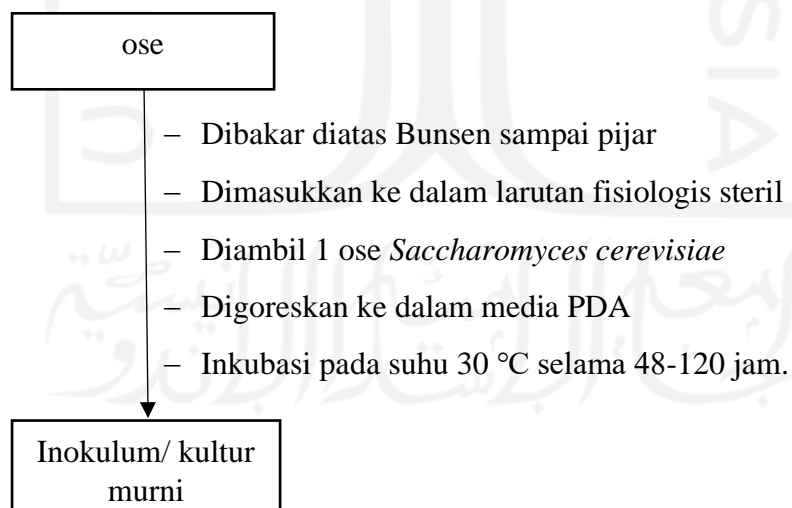 ose
– Dibakar diatas Bunsen sampai pijar
– Dimasukkan ke dalam larutan fisiologis steril
– Diambil 1 ose Saccharomyces cerevisiae
– Digoreskan ke dalam media PDA
– Inkubasi pada suhu 30 ℃ selama 48-120 jam.
Inokulum/ kultur
murni